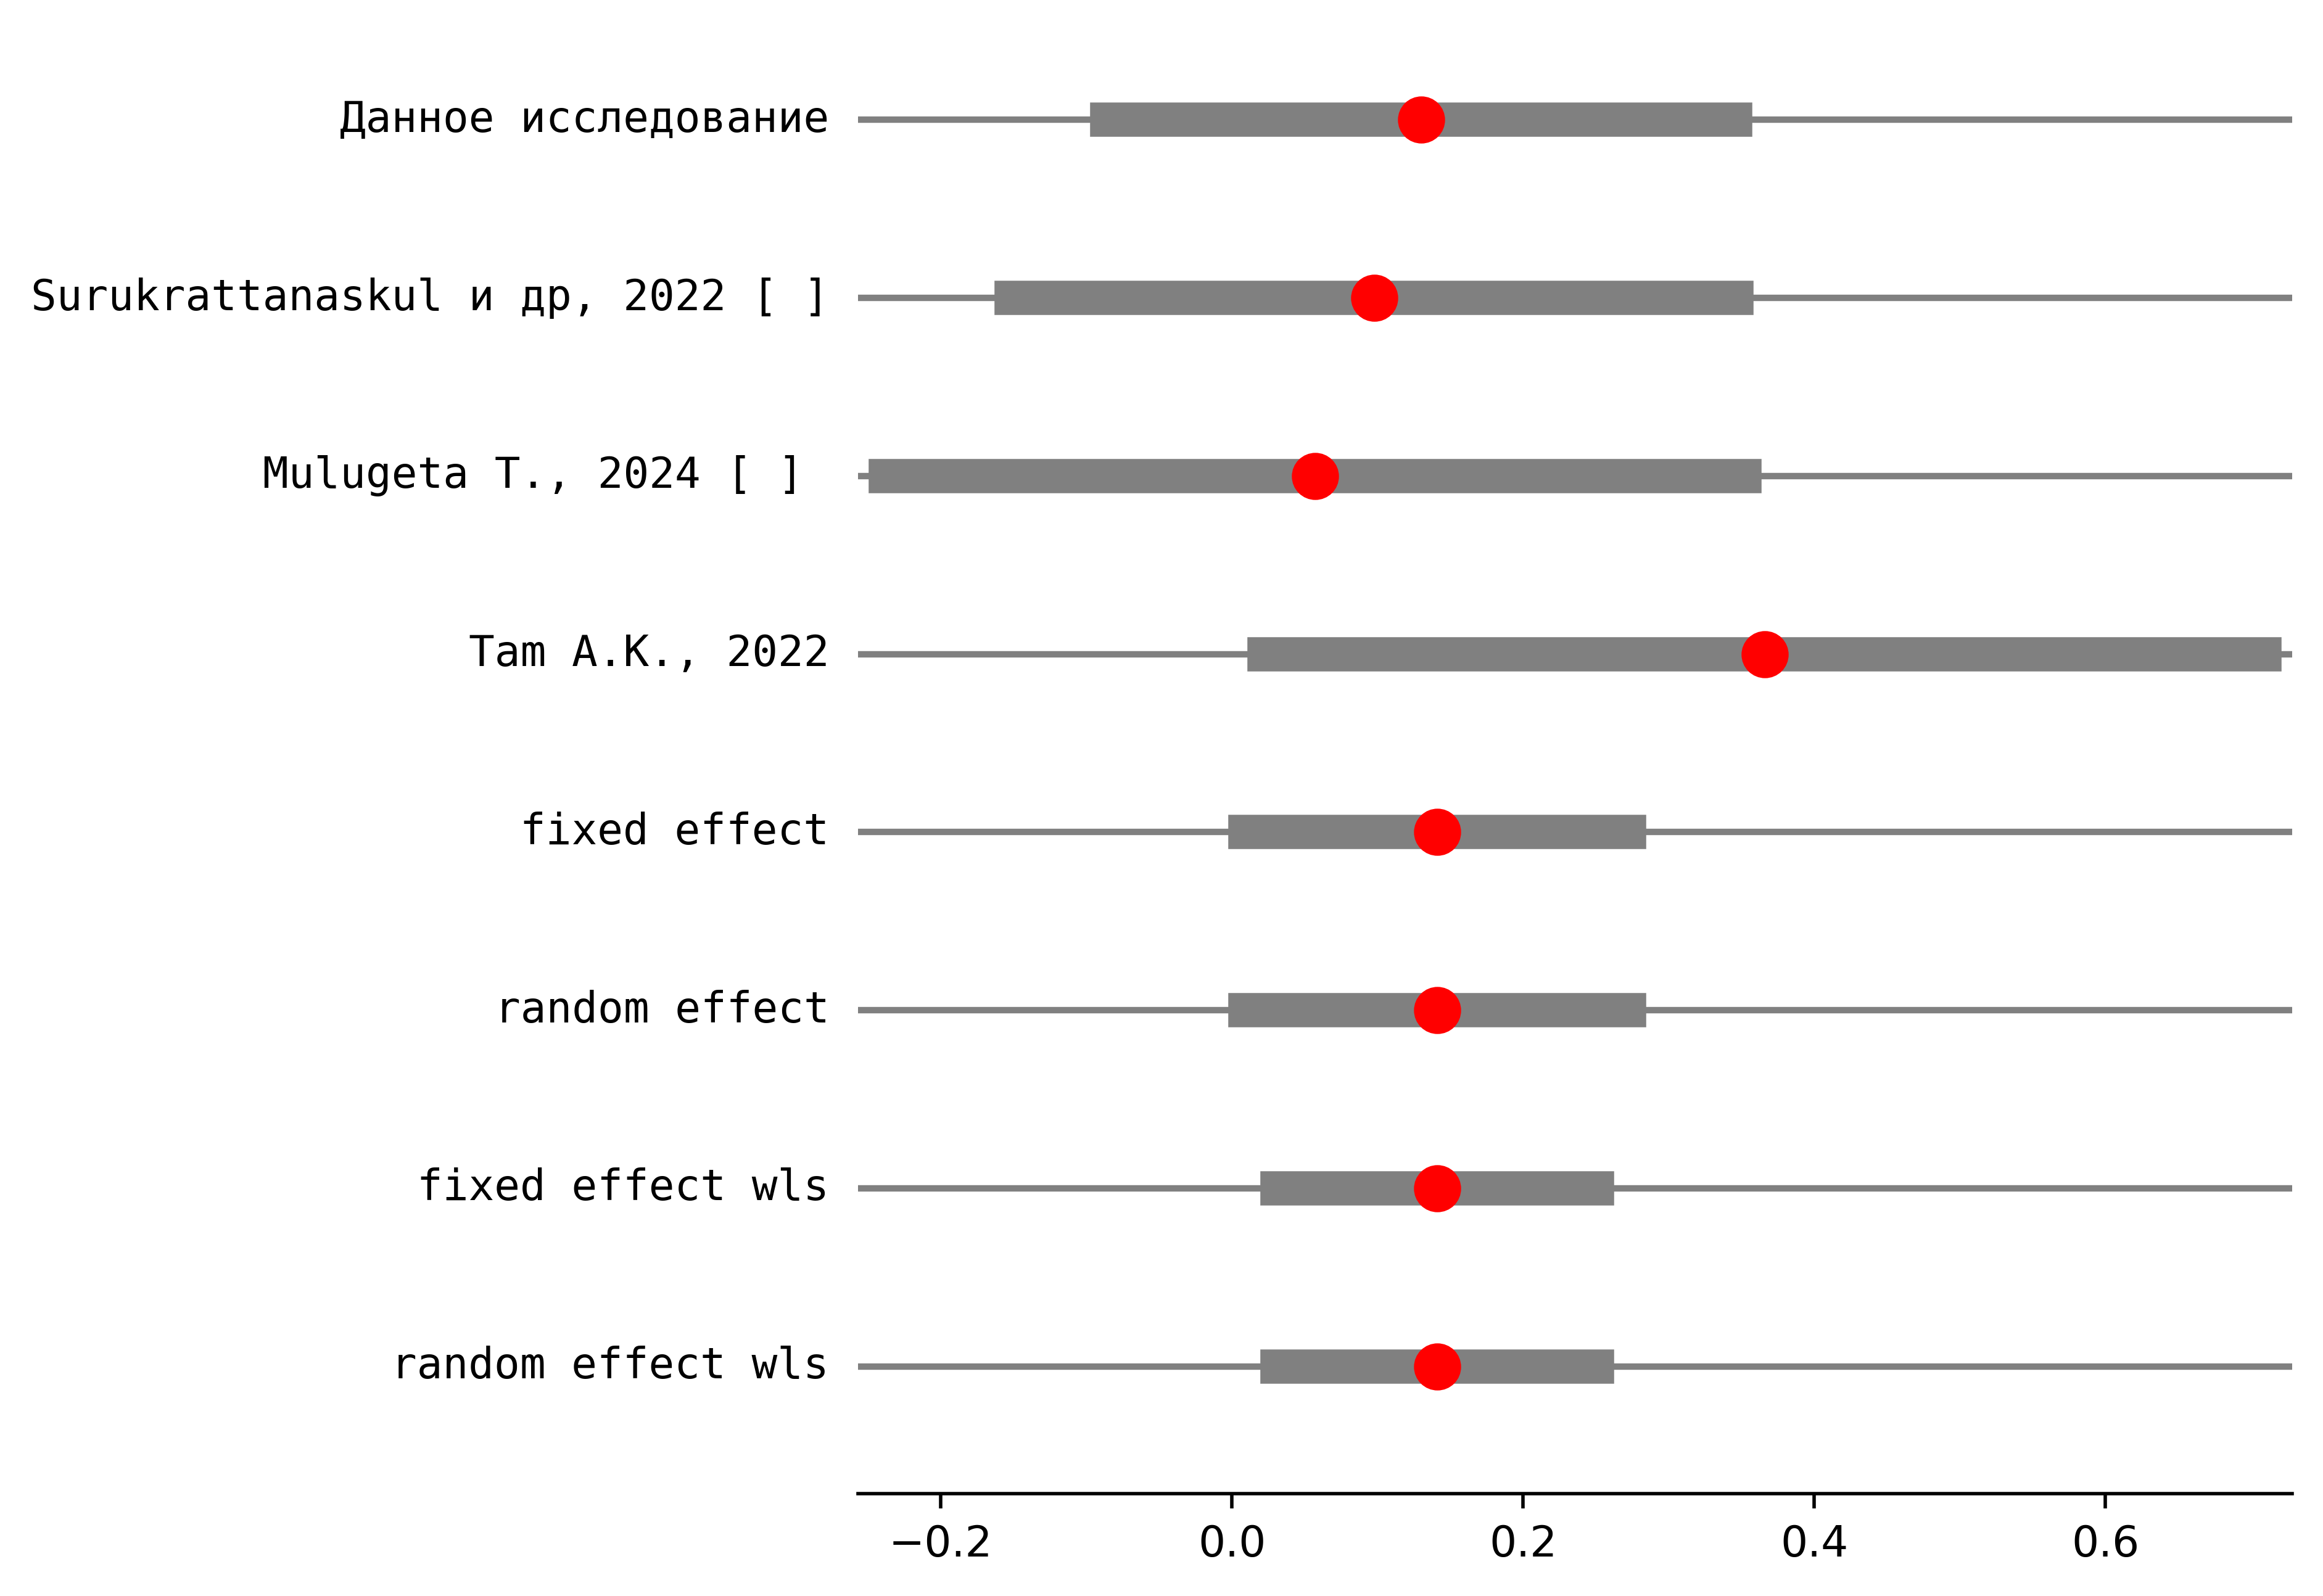 Данное исследование
Surukrattanaskul и др, 2022 [ ]
Mulugeta T., 2024 [ ]
Tam A.K., 2022
fixed effect
random effect
fixed effect wls
random effect wls
−0.2 0.0 0.2 0.4 0.6